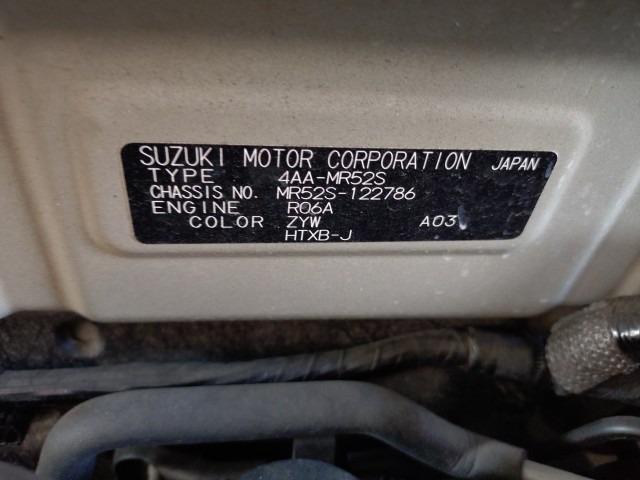 SUZUKI MOTOR CORPORATION JAPAN
TYPE 4AA-MR52S
CHASSIS NO. MR52S-122786
ENGINE R06A
COLOR ZYW A03
HTXB-J